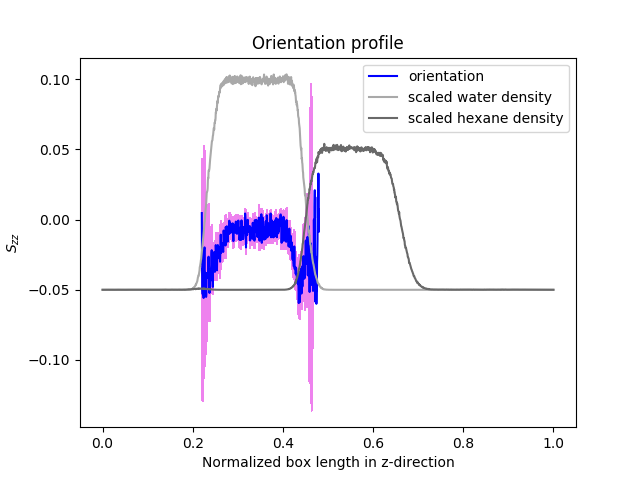 Orientation profile
orientation
scaled water density
scaled hexane density
0.10
0.05
0.00
−0.05
−0.10
S_zz
0.0
0.2
0.4
0.6
0.8
1.0
Normalized box length in z-direction